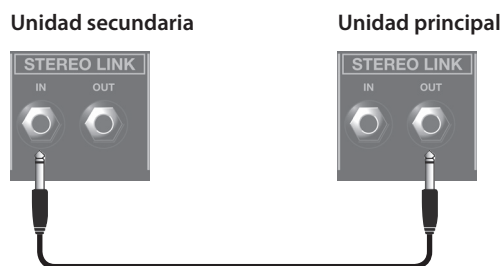 Unidad secundaria
Unidad principal
STEREO LINK
IN OUT
STEREO LINK
IN OUT